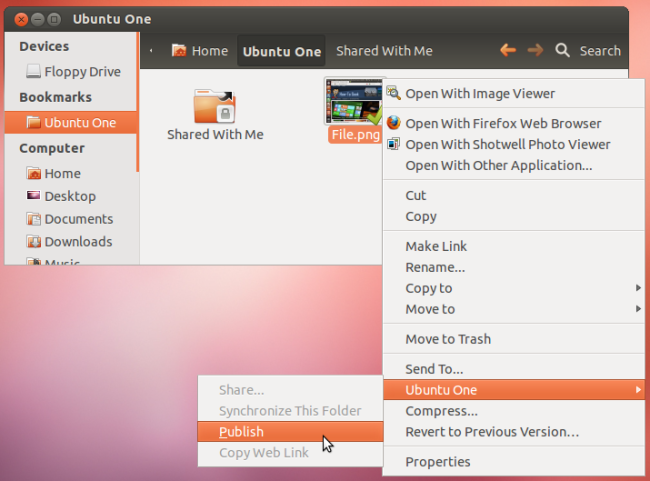 Ubuntu One
Devices
Floppy Drive
Bookmarks
Ubuntu One
Computer
Home
Desktop
Documents
Downloads
Music
Home Ubuntu One Shared With Me Search
Shared With Me
File.png
Open With Image Viewer
Open With Firefox Web Browser
Open With Shotwell Photo Viewer
Open With Other Application...
Cut
Copy
Make Link
Rename...
Copy to
Move to
Move to Trash
Send To...
Ubuntu One
Compress...
Revert to Previous Version...
Properties
Share...
Synchronize This Folder
Publish
Copy Web Link